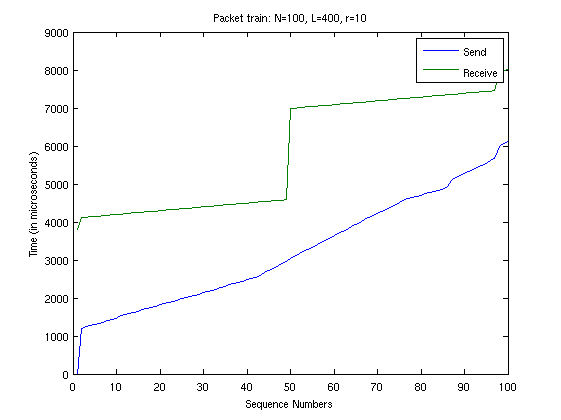 Packet train: N=100, L=400, r=10
Send
Receive
9000
8000
7000
6000
5000
4000
3000
2000
1000
0
Time (in microseconds)
0 10 20 30 40 50 60 70 80 90 100
Sequence Numbers